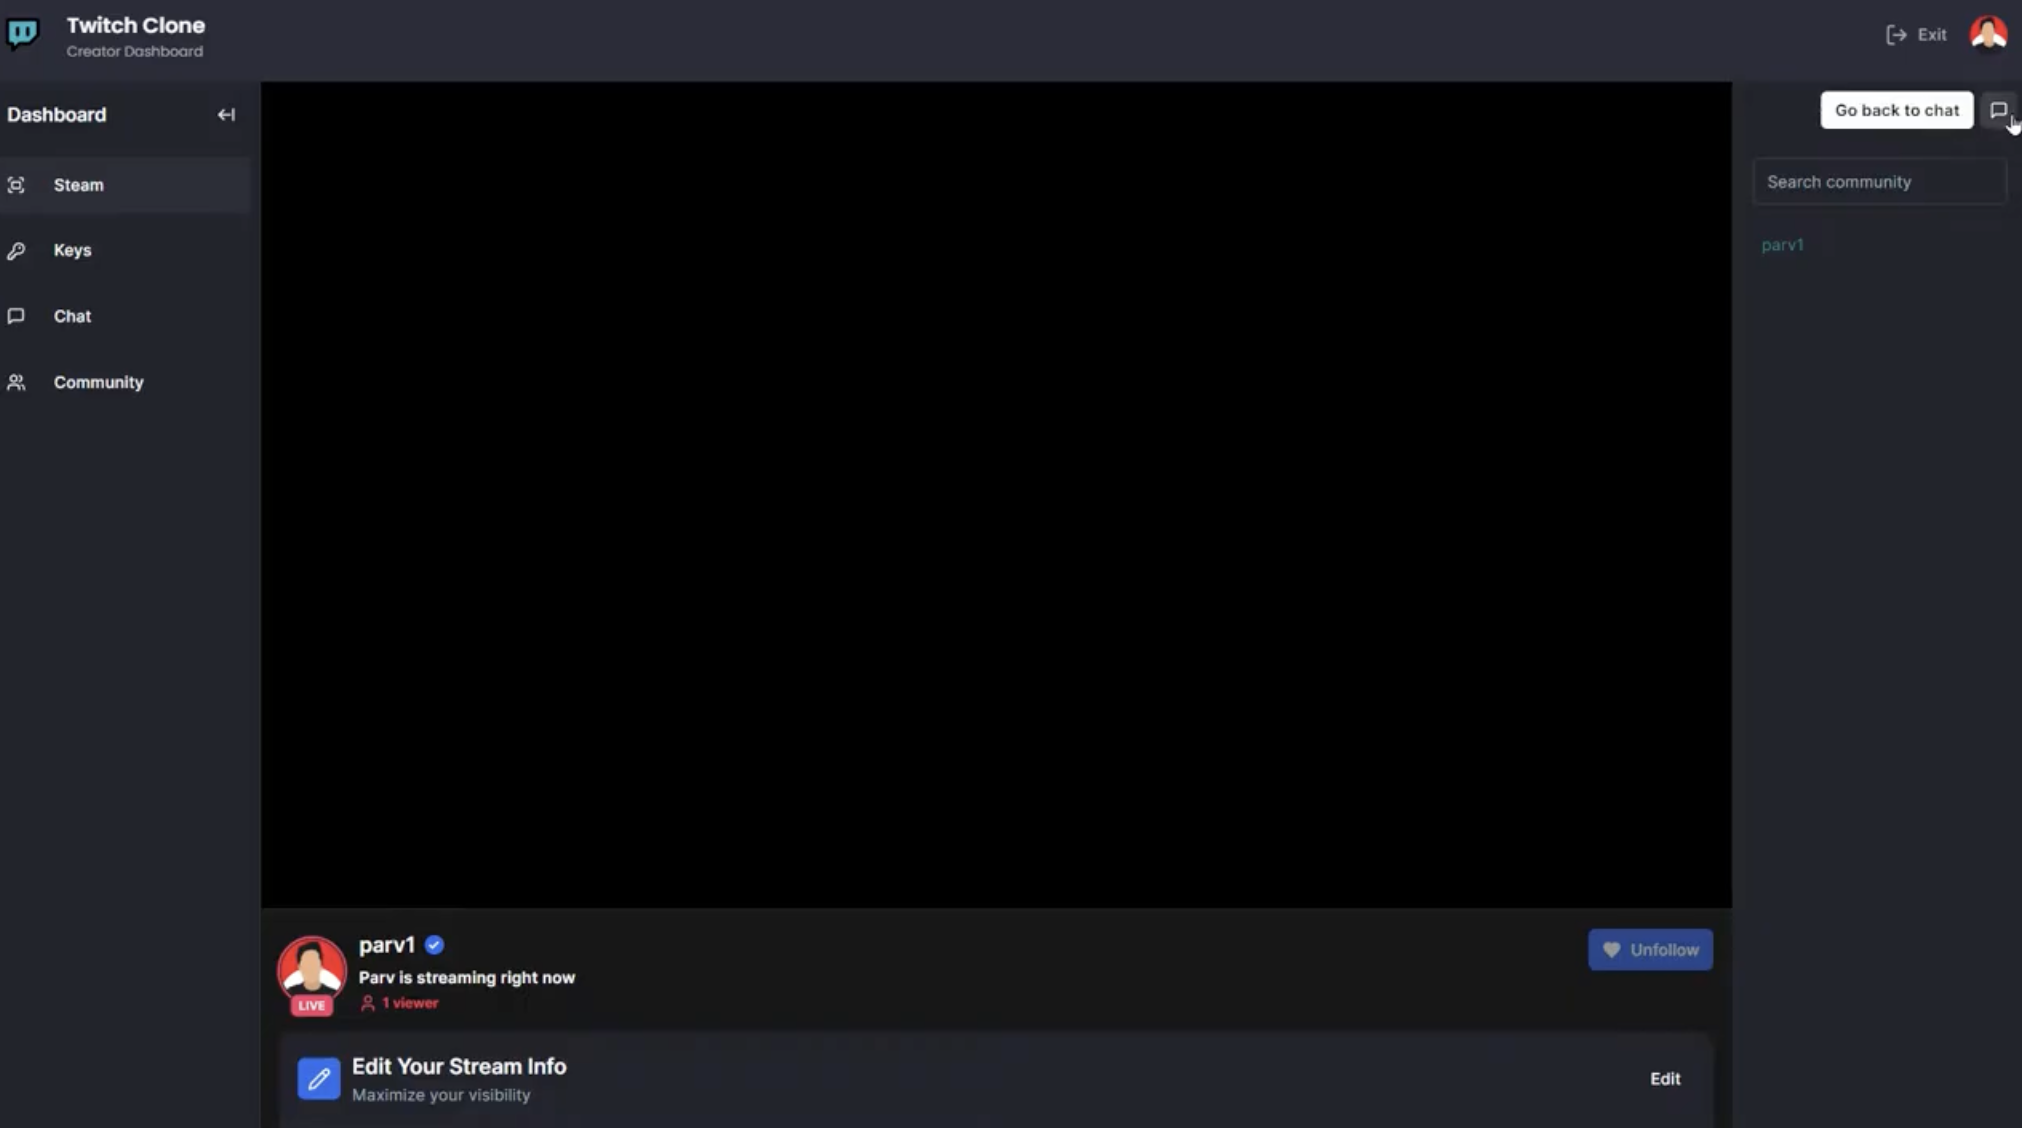 Twitch Clone
Creator Dashboard
Exit
Dashboard
Go back to chat
Steam
Search community
Keys
parv1
Chat
Community
parv1
Unfollow
Parv is streaming right now
LIVE
1 viewer
Edit Your Stream Info
Maximize your visibility
Edit